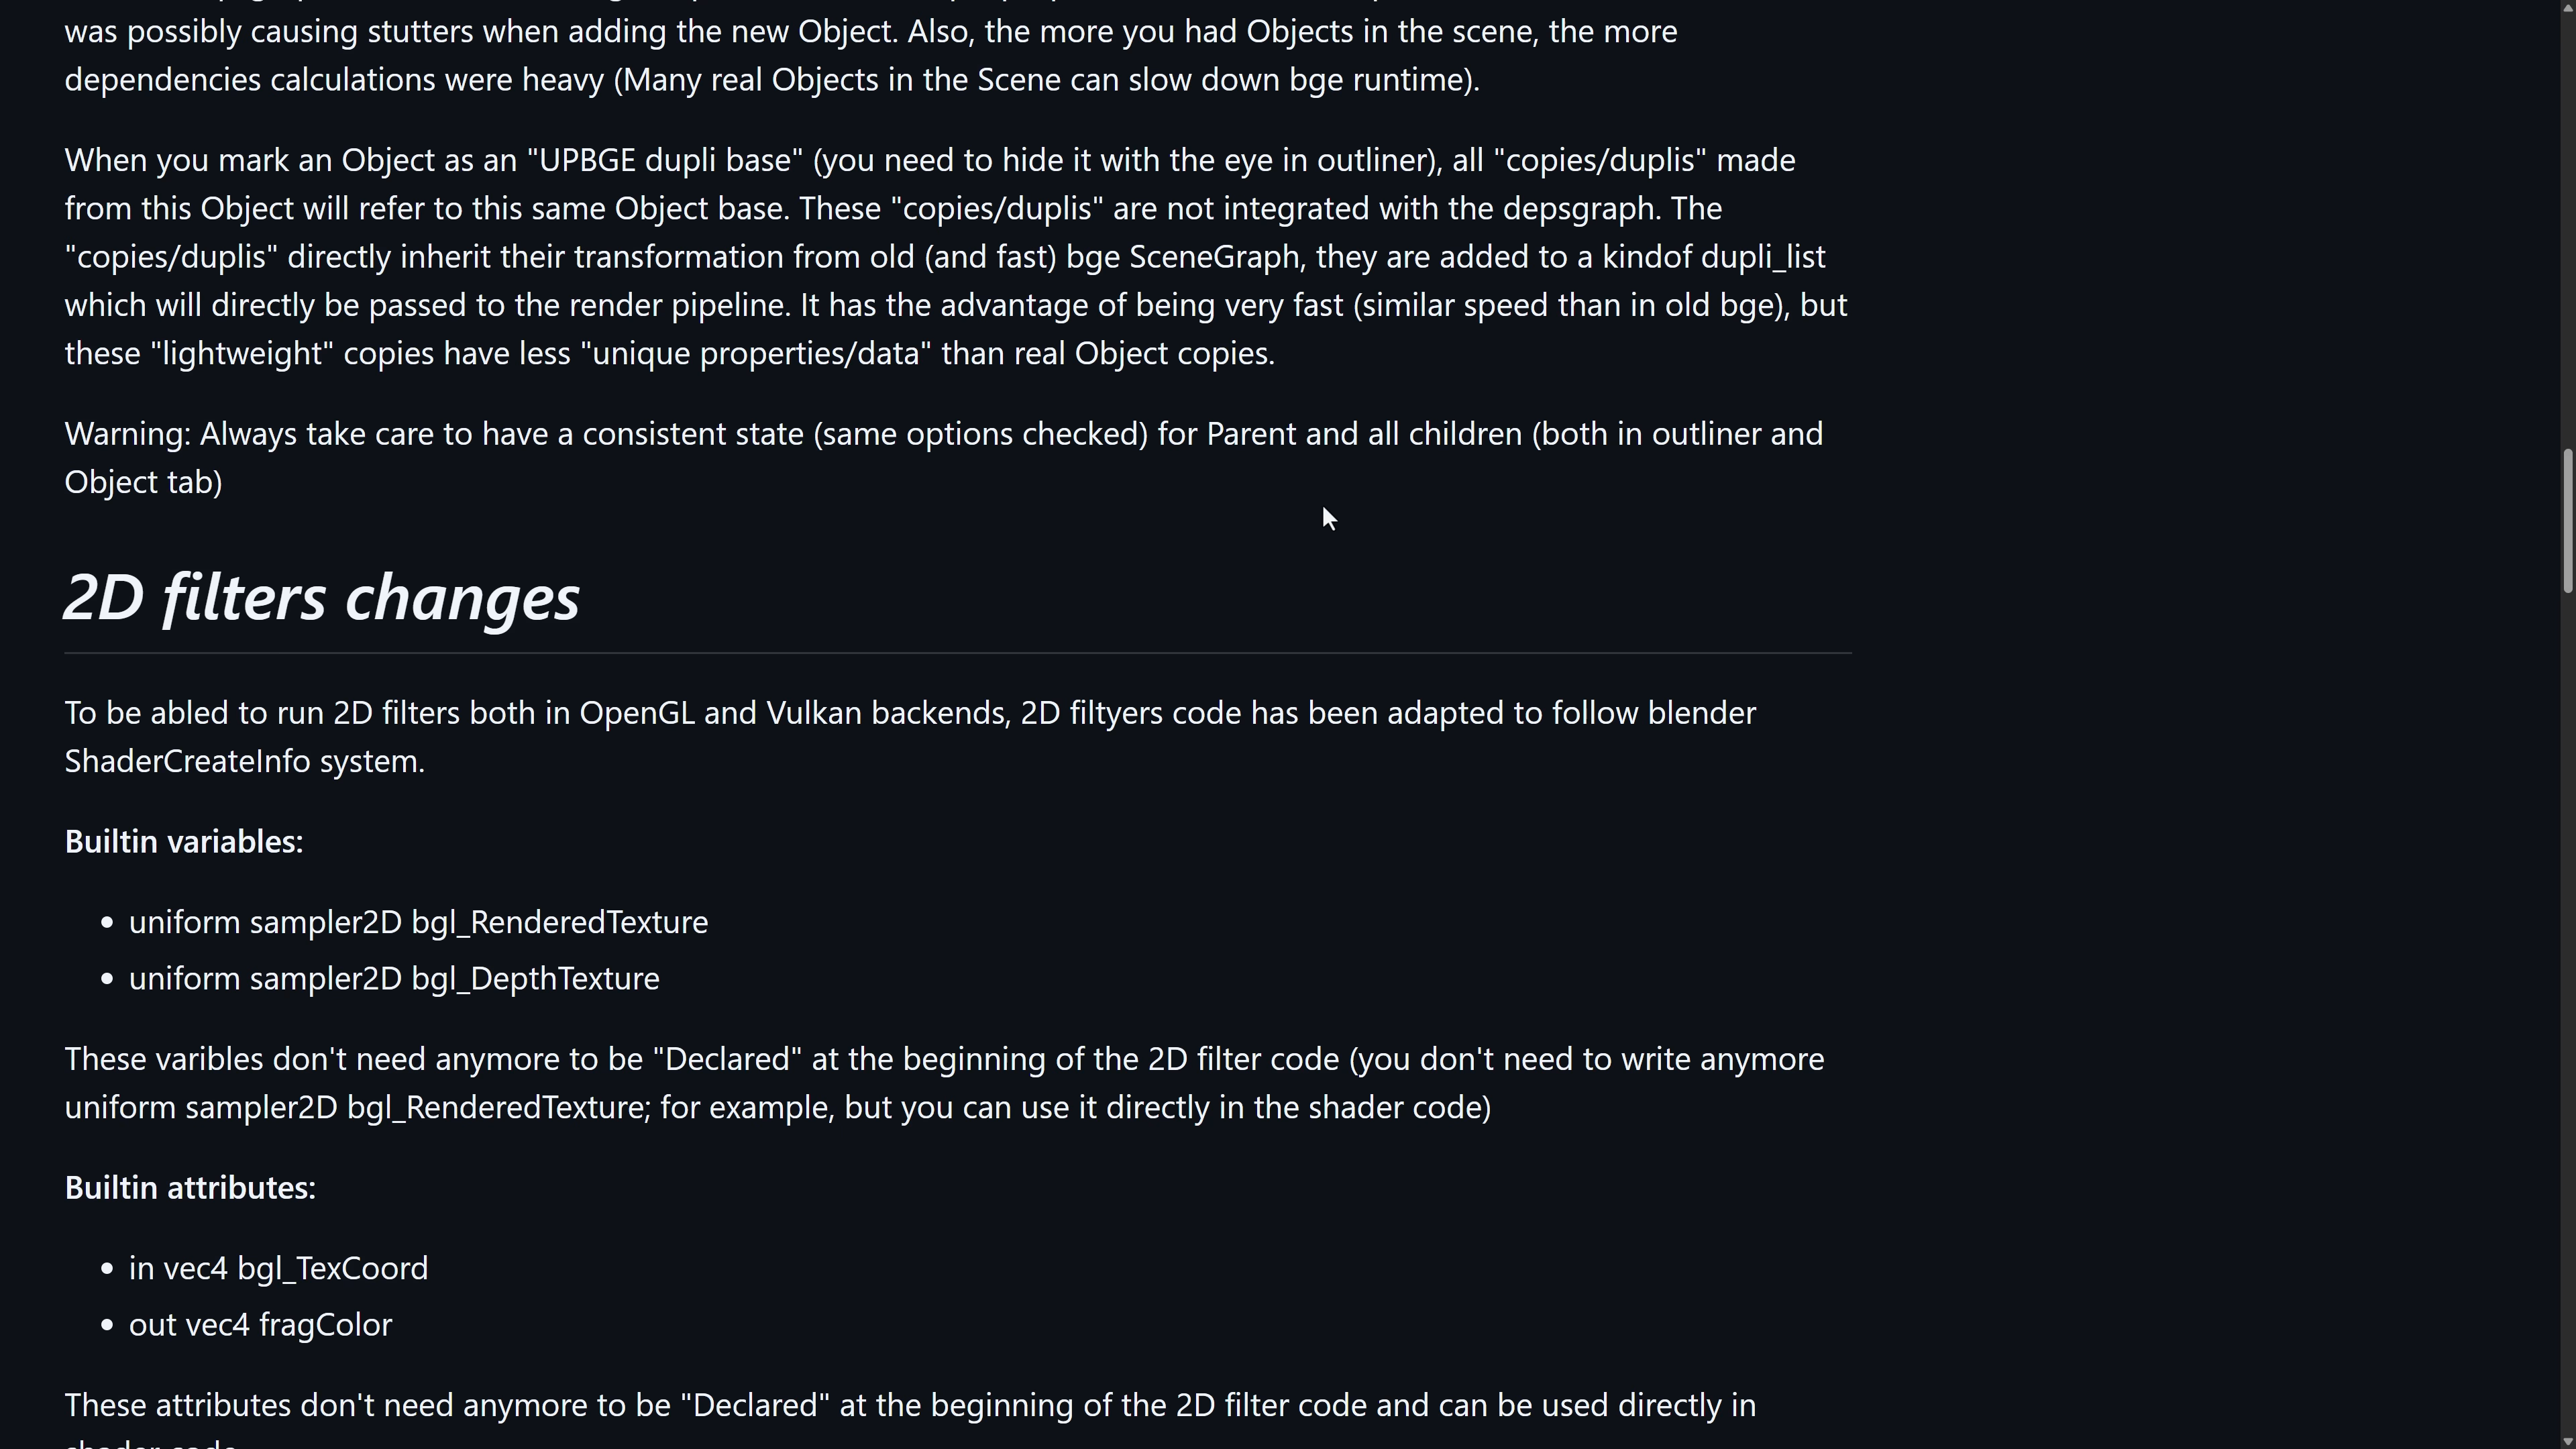 was possibly causing stutters when adding the new Object. Also, the more you had Objects in the scene, the more
dependencies calculations were heavy (Many real Objects in the Scene can slow down bge runtime).
When you mark an Object as an "UPBGE dupli base" (you need to hide it with the eye in outliner), all "copies/duplis" made
from this Object will refer to this same Object base. These "copies/duplis" are not integrated with the depsgraph. The
"copies/duplis" directly inherit their transformation from old (and fast) bge SceneGraph, they are added to a kindof dupli_list
which will directly be passed to the render pipeline. It has the advantage of being very fast (similar speed than in old bge), but
these "lightweight" copies have less "unique properties/data" than real Object copies.
Warning: Always take care to have a consistent state (same options checked) for Parent and all children (both in outliner and
Object tab)
2D filters changes
To be abled to run 2D filters both in OpenGL and Vulkan backends, 2D filtyers code has been adapted to follow blender
ShaderCreateInfo system.
Builtin variables:
• uniform sampler2D bgl_RenderedTexture
• uniform sampler2D bgl_DepthTexture
These varibles don't need anymore to be "Declared" at the beginning of the 2D filter code (you don't need to write anymore
uniform sampler2D bgl_RenderedTexture; for example, but you can use it directly in the shader code)
Builtin attributes:
• in vec4 bgl_TexCoord
• out vec4 fragColor
These attributes don't need anymore to be "Declared" at the beginning of the 2D filter code and can be used directly in
shader code